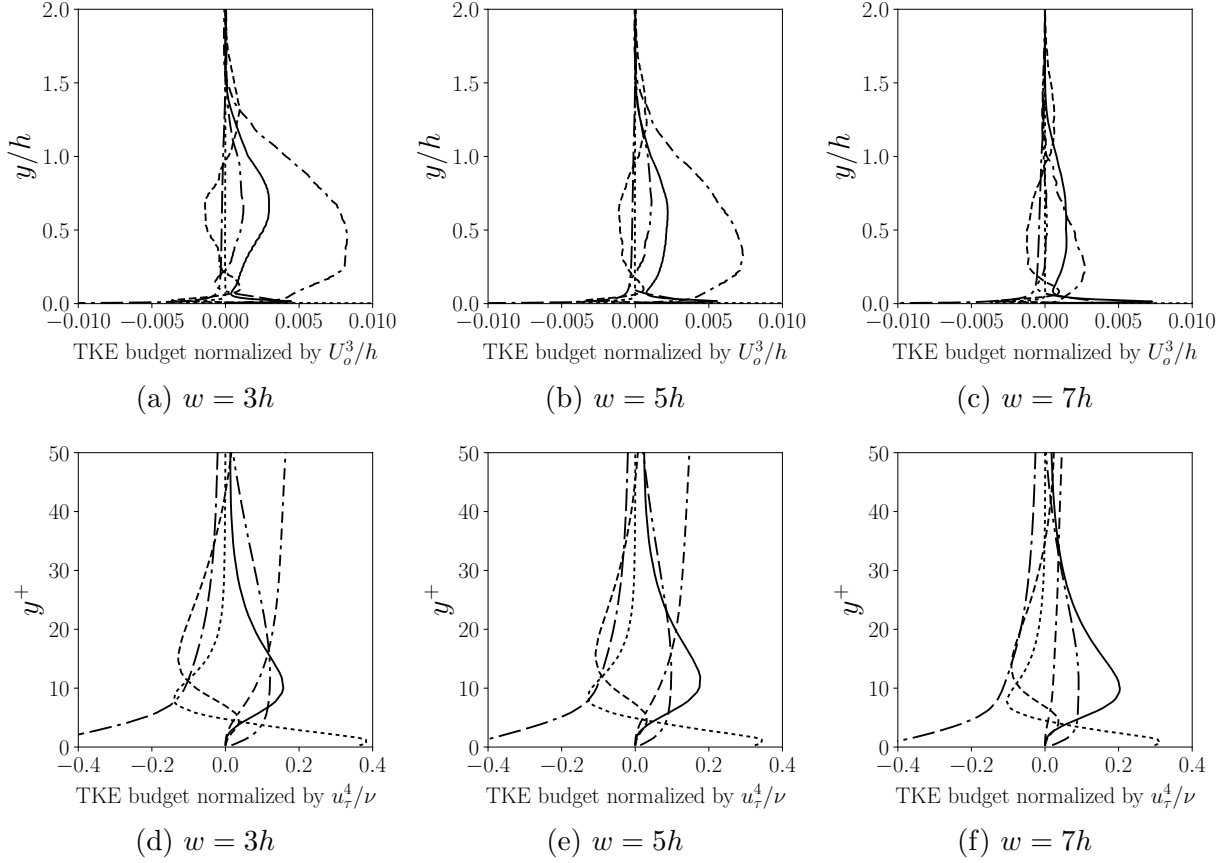 2.0
1.5
1.0
0.5
0.0
y/h
−0.010 −0.005 0.000 0.005 0.010
TKE budget normalized by U_o^3/h
(a) w = 3h
2.0
1.5
1.0
0.5
0.0
y/h
−0.010 −0.005 0.000 0.005 0.010
TKE budget normalized by U_o^3/h
(b) w = 5h
2.0
1.5
1.0
0.5
0.0
y/h
−0.010 −0.005 0.000 0.005 0.010
TKE budget normalized by U_o^3/h
(c) w = 7h
50
40
30
20
10
0
y^+
−0.4 −0.2 0.0 0.2 0.4
TKE budget normalized by u_τ^4/ν
(d) w = 3h
50
40
30
20
10
0
y^+
−0.4 −0.2 0.0 0.2 0.4
TKE budget normalized by u_τ^4/ν
(e) w = 5h
50
40
30
20
10
0
y^+
−0.4 −0.2 0.0 0.2 0.4
TKE budget normalized by u_τ^4/ν
(f) w = 7h